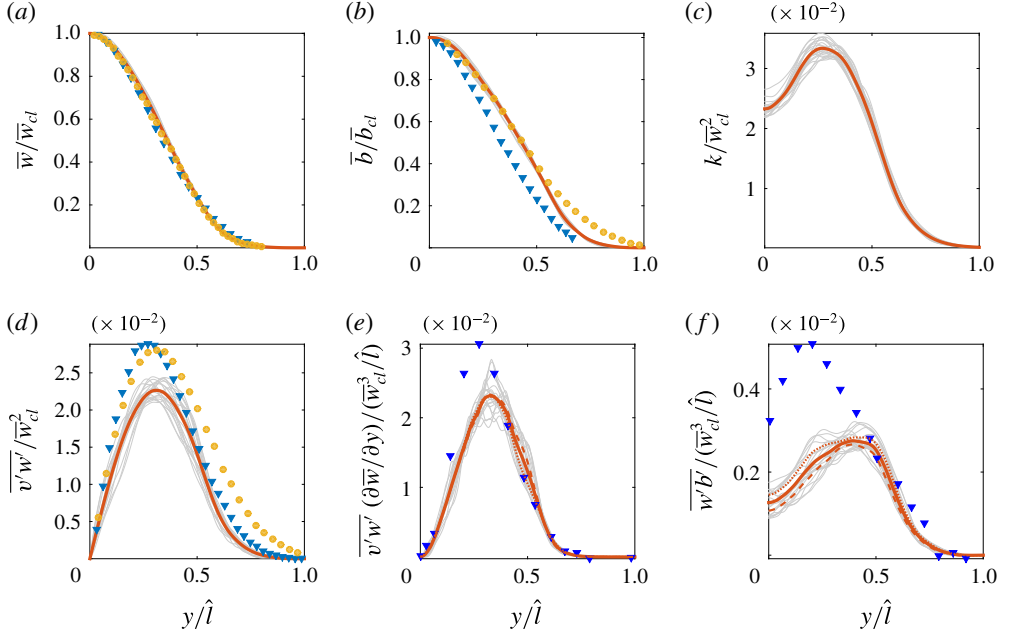 (a) (b) (c) (× 10⁻²)
1.0 1.0
0.8 0.8 3
w̄/w̄_cl 0.6 b̄/b̄_cl 0.6 k/w̄²_cl 2
0.4 0.4
0.2 0.2 1
0 0.5 1.0 0 0.5 1.0 0 0.5 1.0
(d) (× 10⁻²) (e) (× 10⁻²) (f) (× 10⁻²)
2.5 3 0.4
2.0
v′w′/w̄²_cl 1.5 v′w′ (∂w̄/∂y)/(w̄³_cl/l̂) 2 w′b′/(w̄³_cl/l̂) 0.2
1.0 1
0.5
0 0.5 1.0 0 0.5 1.0 0 0.5 1.0
y/l̂ y/l̂ y/l̂